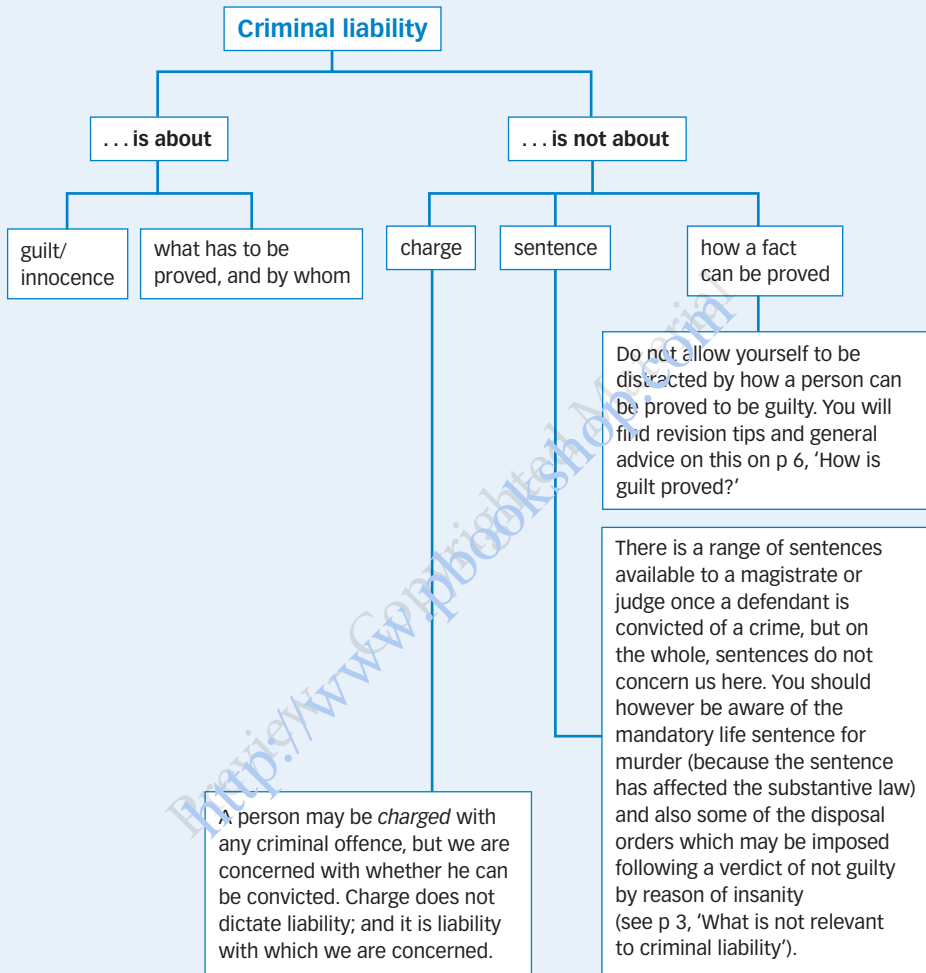 Criminal liability
. . . is about
. . . is not about
guilt/
innocence
what has to be
proved, and by whom
charge
sentence
how a fact
can be proved
Do not allow yourself to be
distracted by how a person can
be proved to be guilty. You will
find revision tips and general
advice on this on p 6, ‘How is
guilt proved?’
There is a range of sentences
available to a magistrate or
judge once a defendant is
convicted of a crime, but on
the whole, sentences do not
concern us here. You should
however be aware of the
mandatory life sentence for
murder (because the sentence
has affected the substantive law)
and also some of the disposal
orders which may be imposed
following a verdict of not guilty
by reason of insanity
(see p 3, ‘What is not relevant
to criminal liability’).
A person may be charged with
any criminal offence, but we are
concerned with whether he can
be convicted. Charge does not
dictate liability; and it is liability
with which we are concerned.
Preview - Copyrighted Material
http://www.pbookshop.com